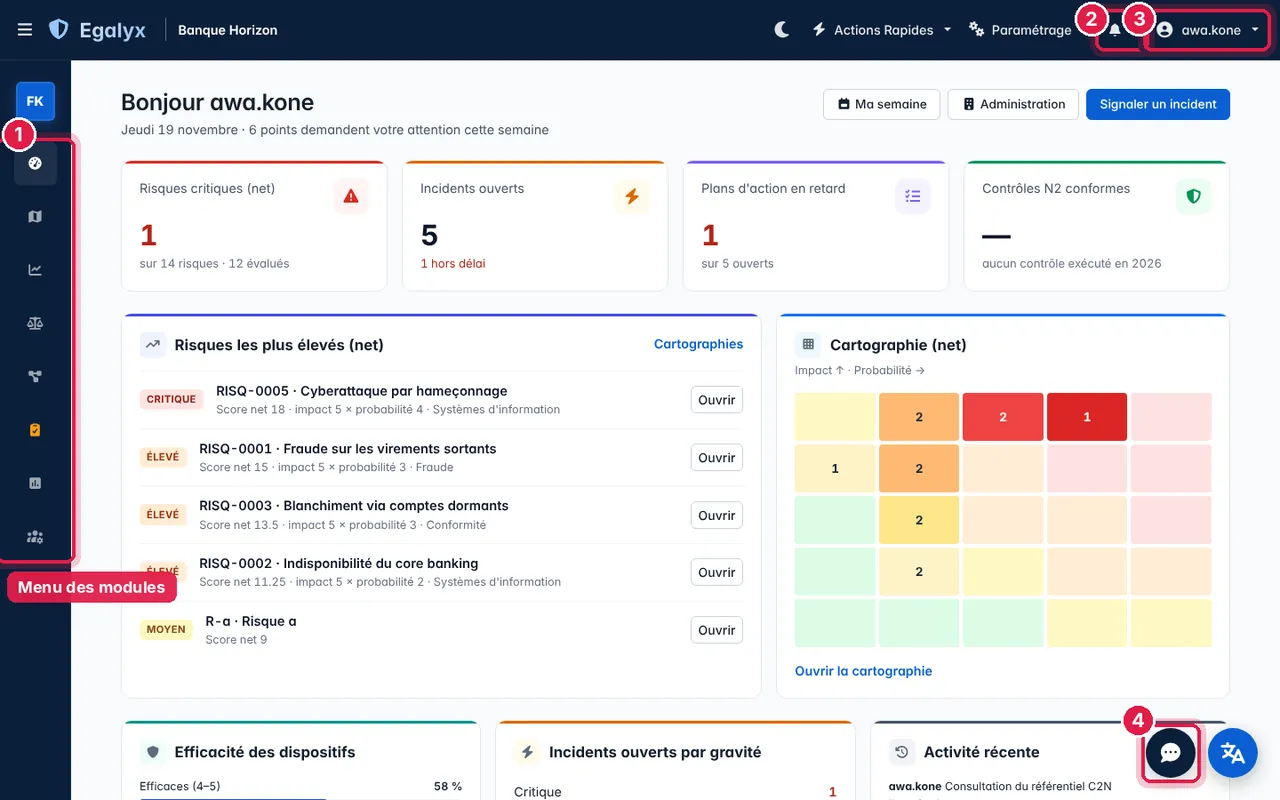 Egalyx
Banque Horizon
Actions Rapides
Paramétrage
2
3
awa.kone
FK
1
Menu des modules
Bonjour awa.kone
Jeudi 19 novembre · 6 points demandent votre attention cette semaine
Ma semaine
Administration
Signaler un incident
Risques critiques (net)
1
sur 14 risques · 12 évalués
Incidents ouverts
5
1 hors délai
Plans d'action en retard
1
sur 5 ouverts
Contrôles N2 conformes
—
aucun contrôle exécuté en 2026
Risques les plus élevés (net)
Cartographies
CRITIQUE
RISQ-0005 · Cyberattaque par hameçonnage
Score net 18 · impact 5 × probabilité 4 · Systèmes d'information
Ouvrir
ÉLEVÉ
RISQ-0001 · Fraude sur les virements sortants
Score net 15 · impact 5 × probabilité 3 · Fraude
Ouvrir
ÉLEVÉ
RISQ-0003 · Blanchiment via comptes dormants
Score net 13.5 · impact 5 × probabilité 3 · Conformité
Ouvrir
ÉLEVÉ
RISQ-0002 · Indisponibilité du core banking
Score net 11.25 · impact 5 × probabilité 2 · Systèmes d'information
Ouvrir
MOYEN
R-a · Risque a
Score net 9
Ouvrir
Cartographie (net)
Impact ↑ · Probabilité →
2 2 1
1 2
2
2
Ouvrir la cartographie
Efficacité des dispositifs
Efficaces (4–5) 58 %
Incidents ouverts par gravité
Critique 1
Activité récente
awa.kone Consultation du référentiel C2N
4